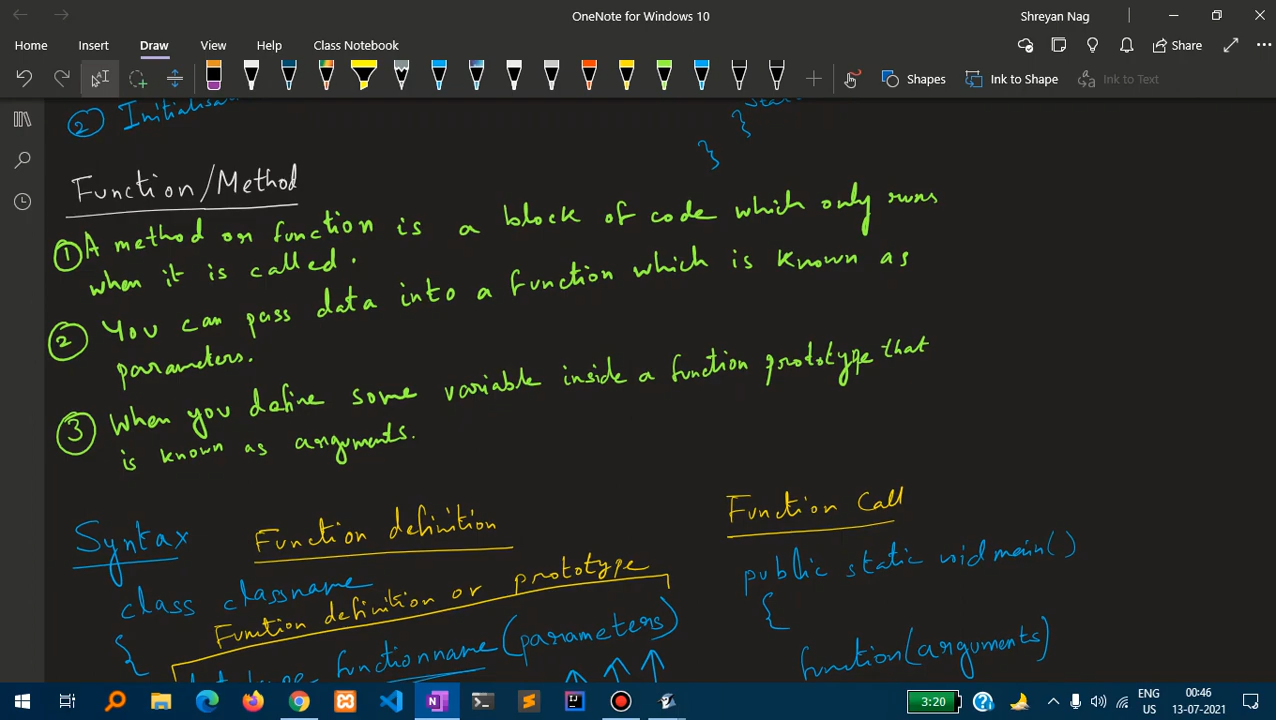 OneNote for Windows 10
Shreyan Nag
Home Insert Draw View Help Class Notebook
Share
Shapes Ink to Shape Ink to Text
② Initialisa
}
}
Function/Method
① A method or function is a block of code which only runs
when it is called.
② You can pass data into a function which is known as
parameters.
③ When you define some variable inside a function prototype that
is known as arguments.
Syntax Function definition
class classname
{
Function definition or prototype
functionname (parameters)
Function Call
public static void main()
{
function(arguments)
3:20
ENG
US
00:46
13-07-2021